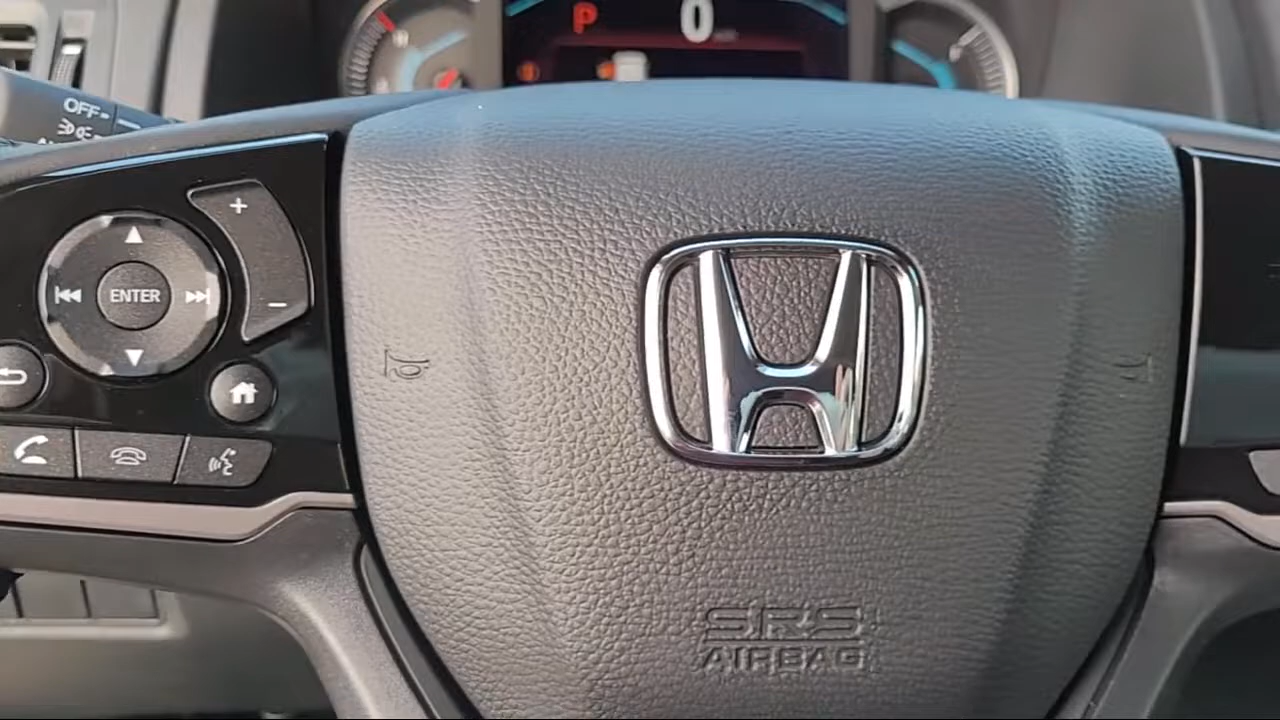 P 0
OFF
+
ENTER
−
SRS
AIRBAG